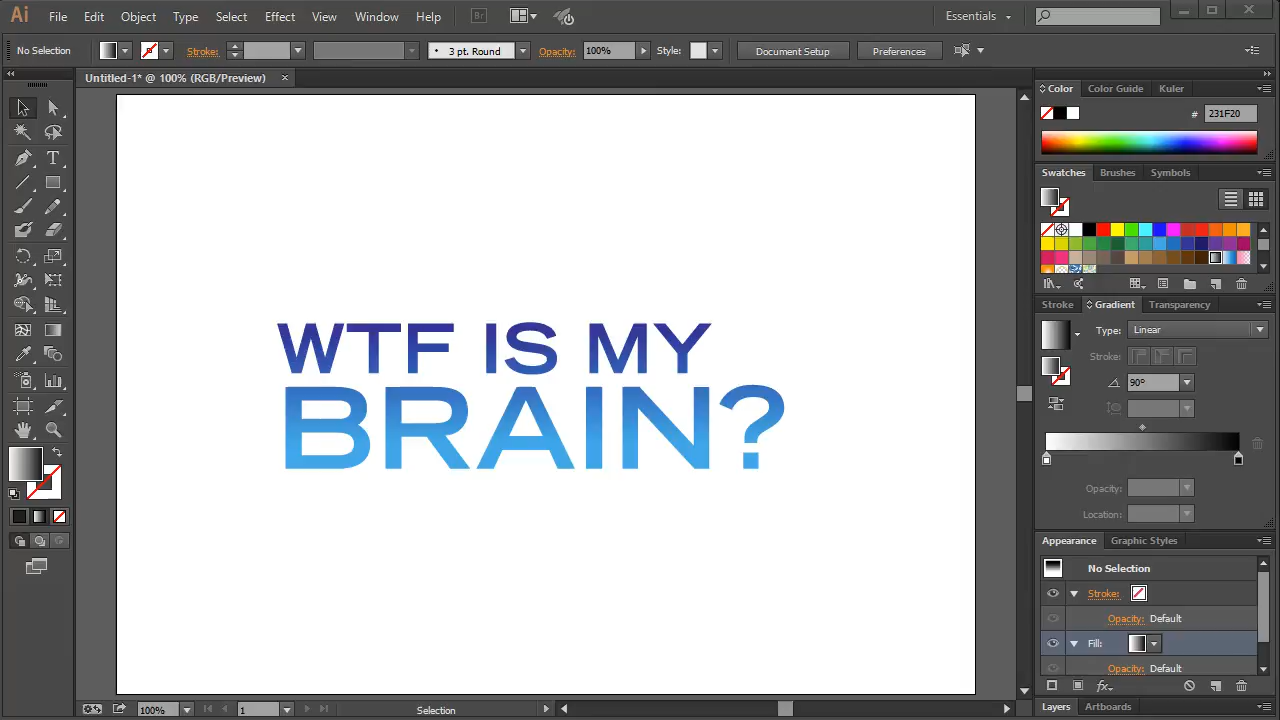 Ai File Edit Object Type Select Effect View Window Help Br Essentials
No Selection Stroke: 3 pt. Round Opacity: 100% Style: Document Setup Preferences
Untitled-1* @ 100% (RGB/Preview)
Color Color Guide Kuler
# 231F20
Swatches Brushes Symbols
Stroke Gradient Transparency
Type: Linear
Stroke:
90°
Opacity:
Location:
WTF IS MY
BRAIN?
Appearance Graphic Styles
No Selection
Stroke:
Opacity: Default
Fill:
Opacity: Default
fx
Layers Artboards
100% 1 Selection